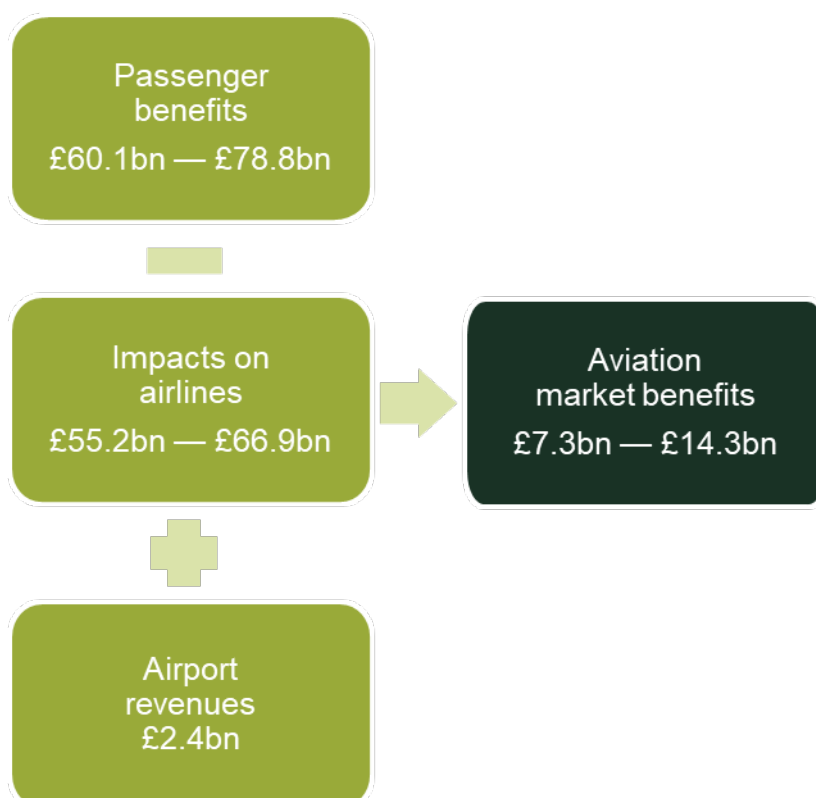 Passenger
benefits
£60.1bn — £78.8bn
Impacts on
airlines
£55.2bn — £66.9bn
Aviation
market benefits
£7.3bn — £14.3bn
Airport
revenues
£2.4bn